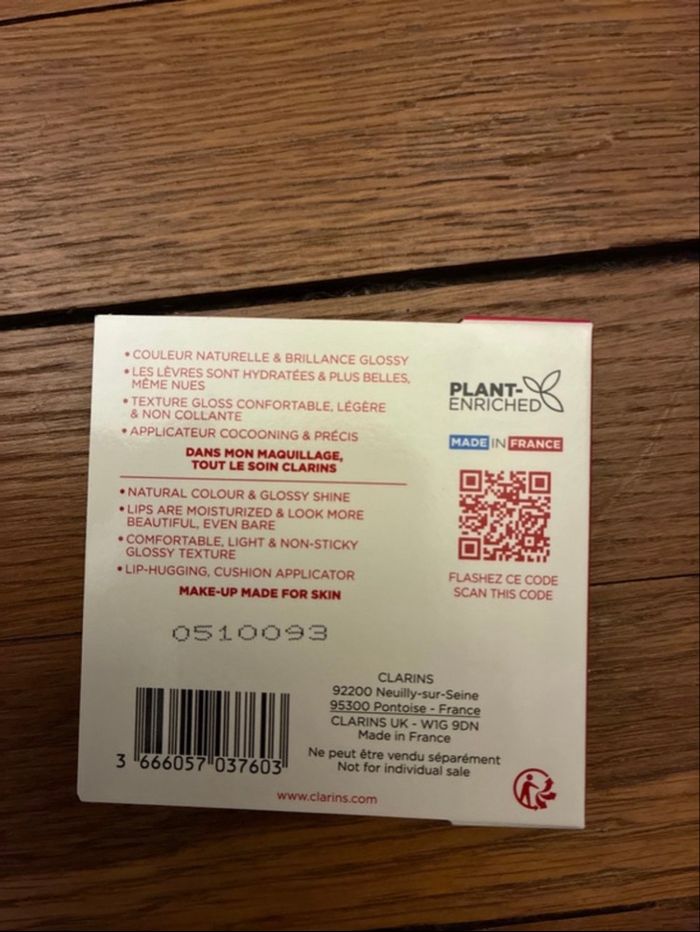 • COULEUR NATURELLE & BRILLANCE GLOSSY
• LES LÈVRES SONT HYDRATÉES & PLUS BELLES,
MÊME NUES
• TEXTURE GLOSS CONFORTABLE, LÉGÈRE
& NON COLLANTE
• APPLICATEUR COCOONING & PRÉCIS
DANS MON MAQUILLAGE,
TOUT LE SOIN CLARINS
• NATURAL COLOUR & GLOSSY SHINE
• LIPS ARE MOISTURIZED & LOOK MORE
BEAUTIFUL, EVEN BARE
• COMFORTABLE, LIGHT & NON-STICKY
GLOSSY TEXTURE
• LIP-HUGGING, CUSHION APPLICATOR
MAKE-UP MADE FOR SKIN
0510093
3 666057 037603
PLANT-
ENRICHED
MADE IN FRANCE
FLASHEZ CE CODE
SCAN THIS CODE
CLARINS
92200 Neuilly-sur-Seine
95300 Pontoise - France
CLARINS UK - W1G 9DN
Made in France
Ne peut être vendu séparément
Not for individual sale
www.clarins.com